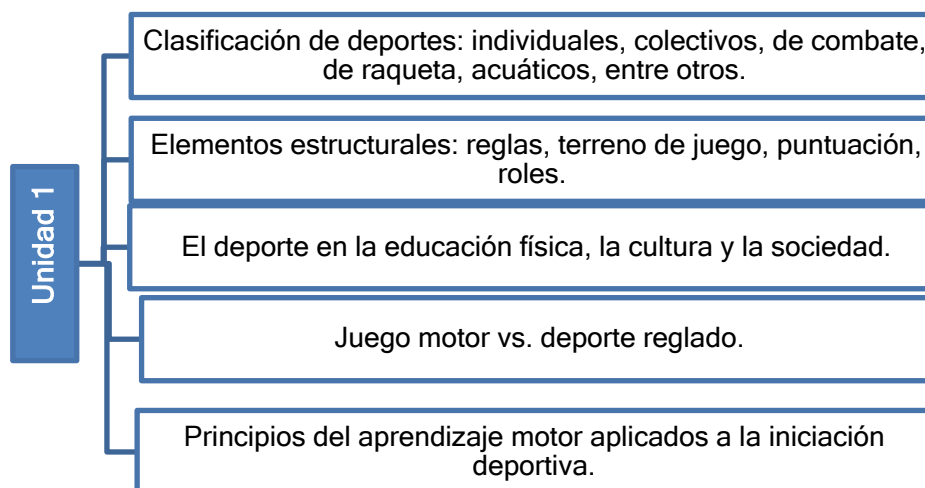 Unidad 1
Clasificación de deportes: individuales, colectivos, de combate,
de raqueta, acuáticos, entre otros.
Elementos estructurales: reglas, terreno de juego, puntuación,
roles.
El deporte en la educación física, la cultura y la sociedad.
Juego motor vs. deporte reglado.
Principios del aprendizaje motor aplicados a la iniciación
deportiva.